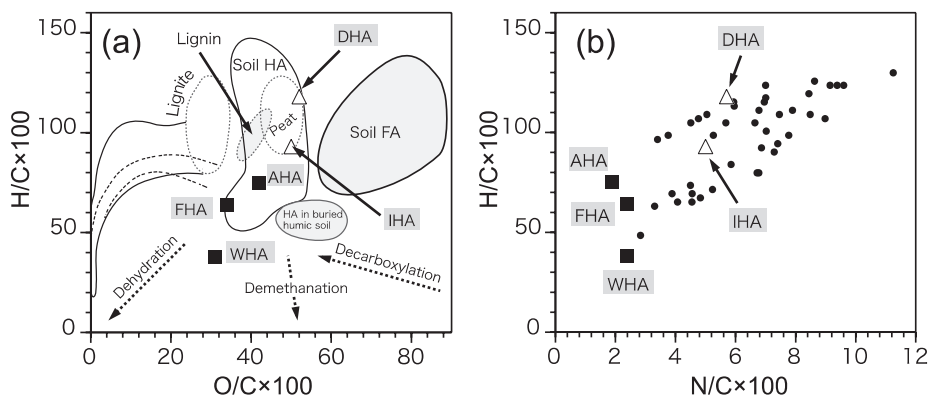 (a)
H/C×100
150
100
50
0
0
20
40
60
80
O/C×100
Lignin
DHA
Soil HA
Lignite
Peat
Soil FA
AHA
FHA
IHA
HA in buried
humic soil
WHA
Dehydration
Demethanation
Decarboxylation
(b)
H/C×100
150
100
50
0
0
2
4
6
8
10
12
N/C×100
DHA
AHA
FHA
IHA
WHA